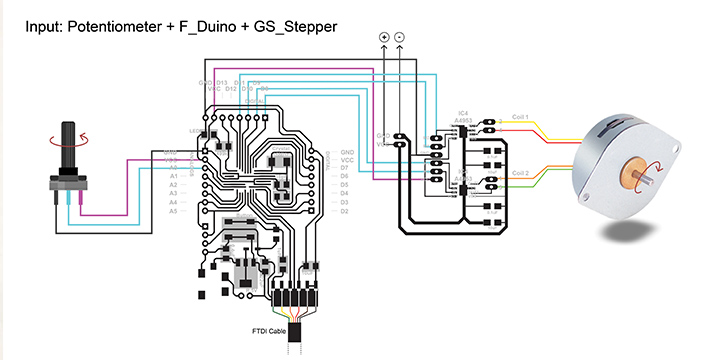 Input: Potentiometer + F_Duino + GS_Stepper
+ -
GND D13 D11 D9
VCC D12 D10 D8
DIGITAL
IC4
A4953
Coil 1
GND
VCC
LED
GND
VCC
A0
A1
A2
A3
A4
A5
ANALOG
GND
VCC
D7
D5
D6
D4
D3
D2
A4953
Coil 2
FTDI Cable